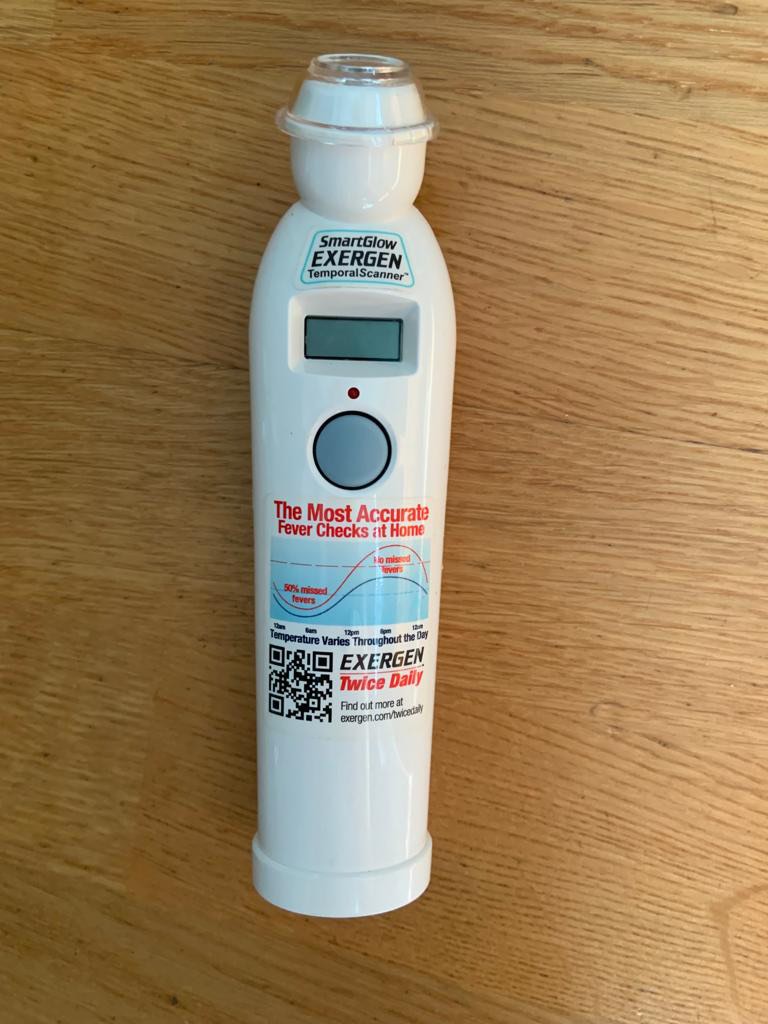 SmartGlow
EXERGEN
TemporalScanner™
The Most Accurate
Fever Checks at Home
No missed
fevers
50% missed
fevers
12am 6am 12pm 6pm 12am
Temperature Varies Throughout the Day
EXERGEN
Twice Daily
Find out more at
exergen.com/twicedaily